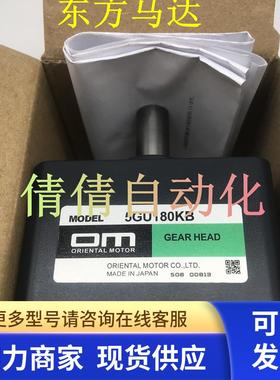 东方马达
倩倩自动化
MODEL 5GU180KB
OM
ORIENTAL MOTOR
GEAR HEAD
ORIENTAL MOTOR CO.,LTD.
MADE IN JAPAN 508 00813
更多型号请咨询在线客服
力商家 现货供应